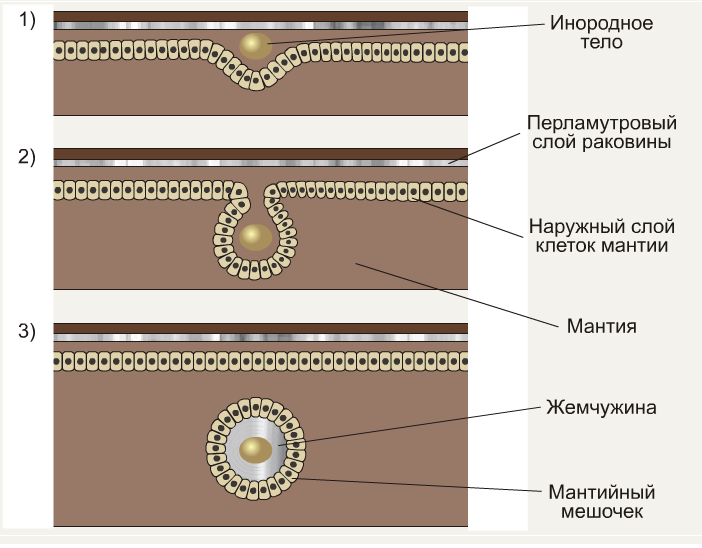 1)
Инородное
тело
Перламутровый
слой раковины
2)
Наружный слой
клеток мантии
Мантия
3)
Жемчужина
Мантийный
мешочек